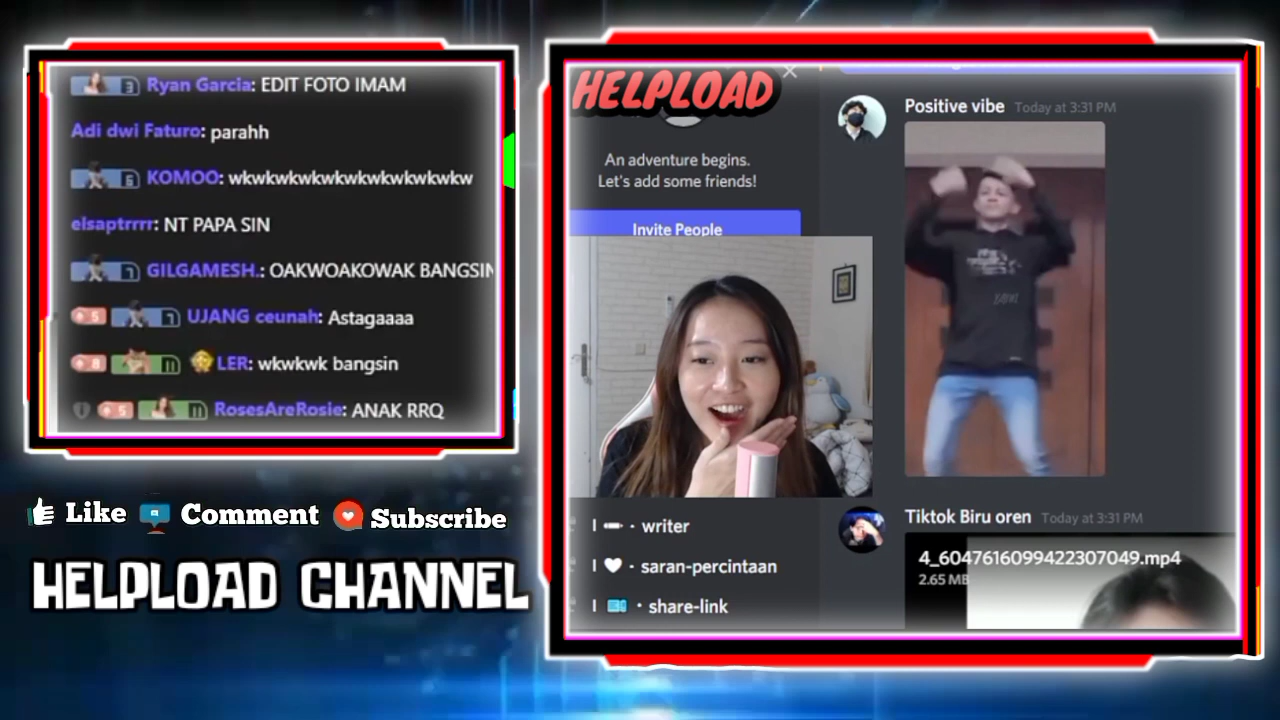 Ryan Garcia: EDIT FOTO IMAM
Adi dwi Faturo: parahh
KOMOO: wkwkwkwkwkwkwkwkwkwkw
elsaptrrrr: NT PAPA SIN
GILGAMESH.: OAKWOAKOWAK BANGSIN
UJANG ceunah: Astagaaaa
LER: wkwkwk bangsin
RosesAreRosie: ANAK RRQ
Like Comment Subscribe
HELPLOAD CHANNEL
HELPLOAD
An adventure begins.
Let's add some friends!
Invite People
writer
saran-percintaan
share-link
Positive vibe Today at 3:31 PM
Tiktok Biru oren Today at 3:31 PM
4_6047616099422307049.mp4
2.65 MB